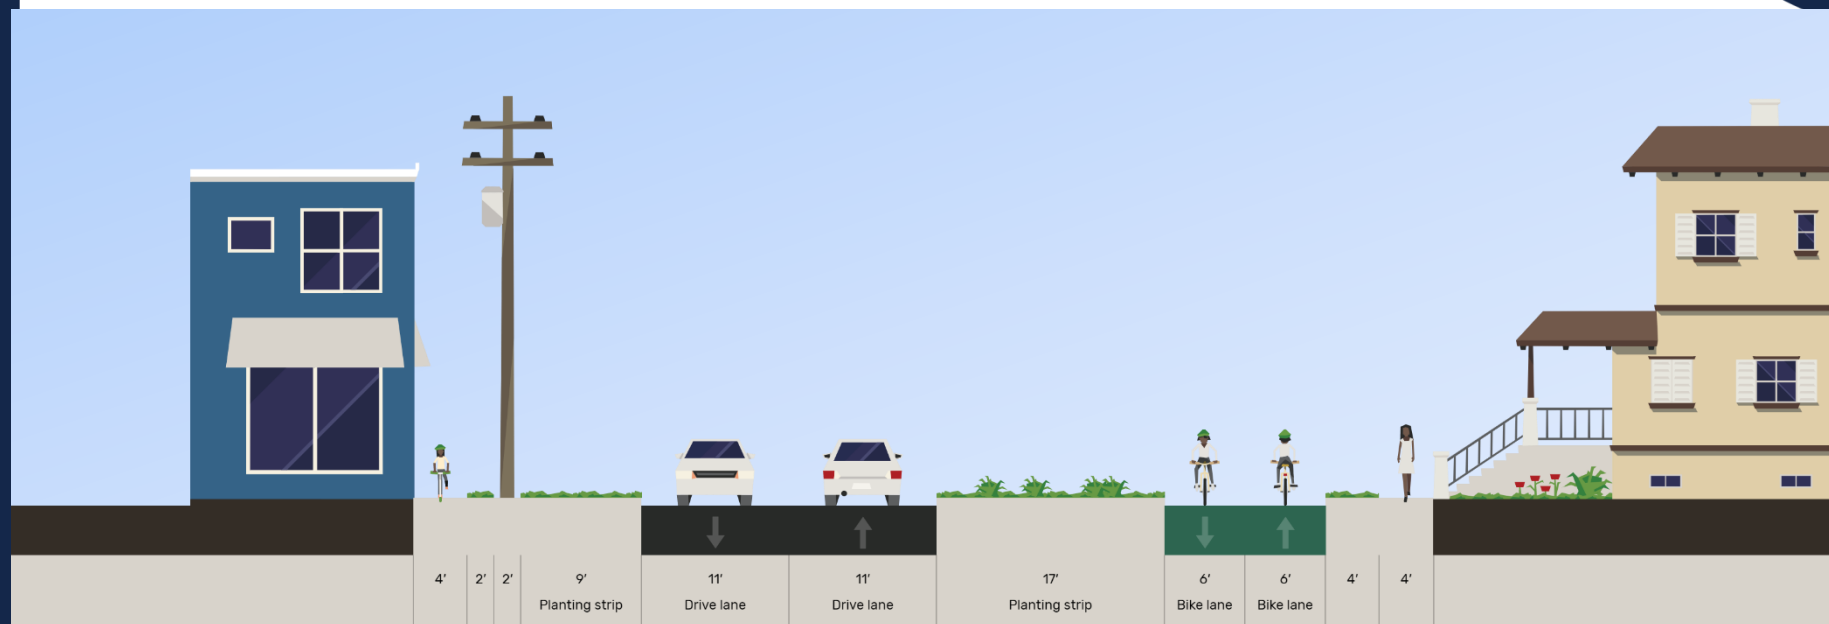 4′ 2′ 2′ 9′ 11′ 11′ 17′ 6′ 6′ 4′ 4′
Planting strip Drive lane Drive lane Planting strip Bike lane Bike lane